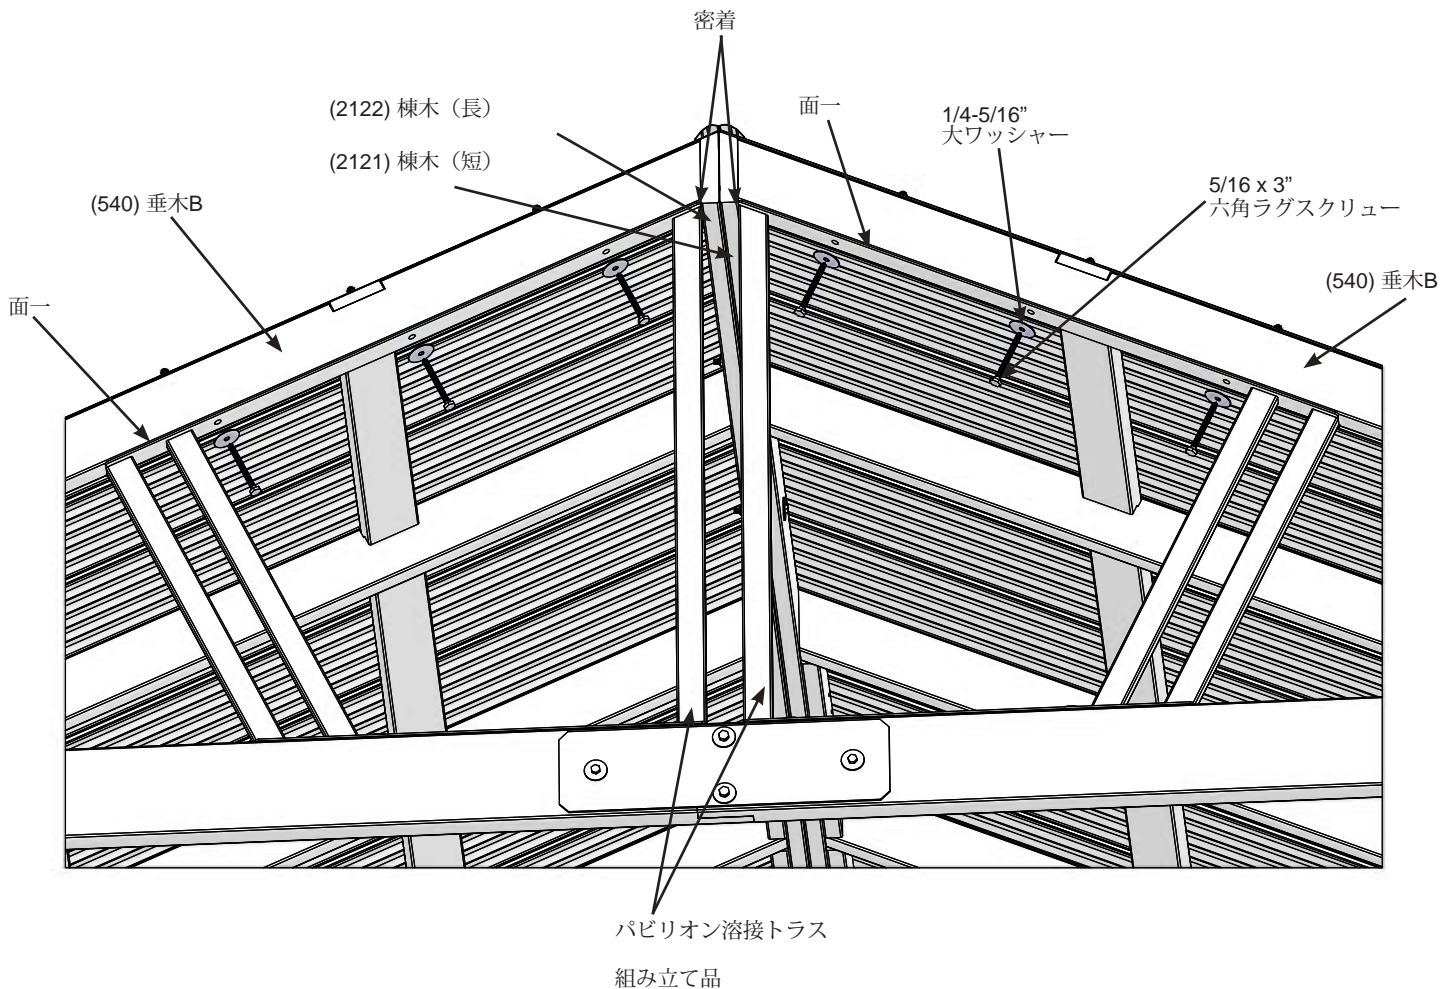 密着
(2122) 棟木（長）
面一
1/4-5/16”
大ワッシャー
(2121) 棟木（短）
5/16 x 3”
六角ラグスクリュー
(540) 垂木B
(540) 垂木B
面一
パビリオン溶接トラス
組み立て品